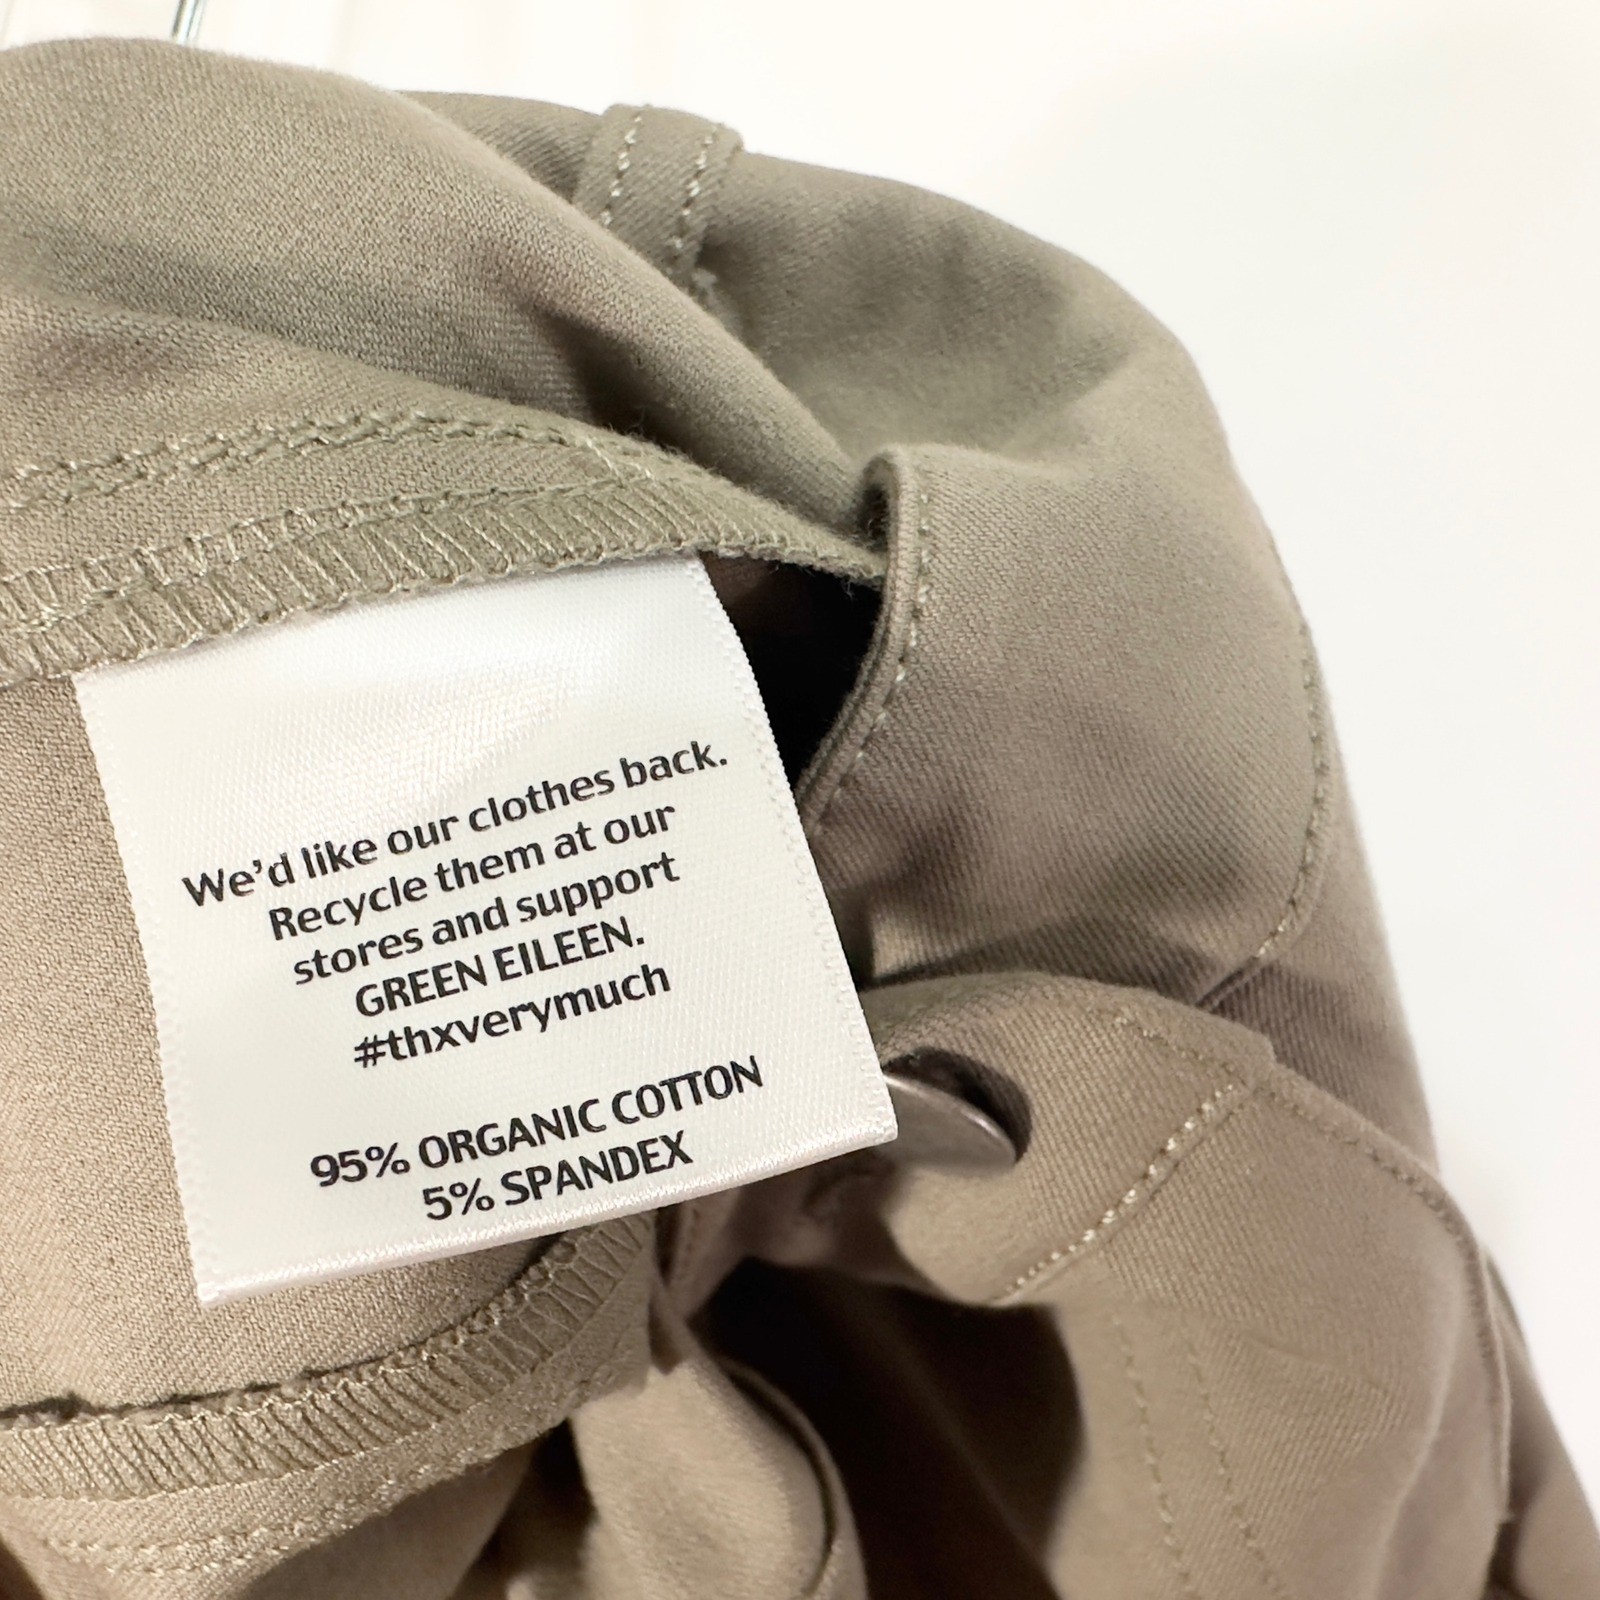 We'd like our clothes back.
Recycle them at our
stores and support
GREEN EILEEN.
#thxverymuch
95% ORGANIC COTTON
5% SPANDEX